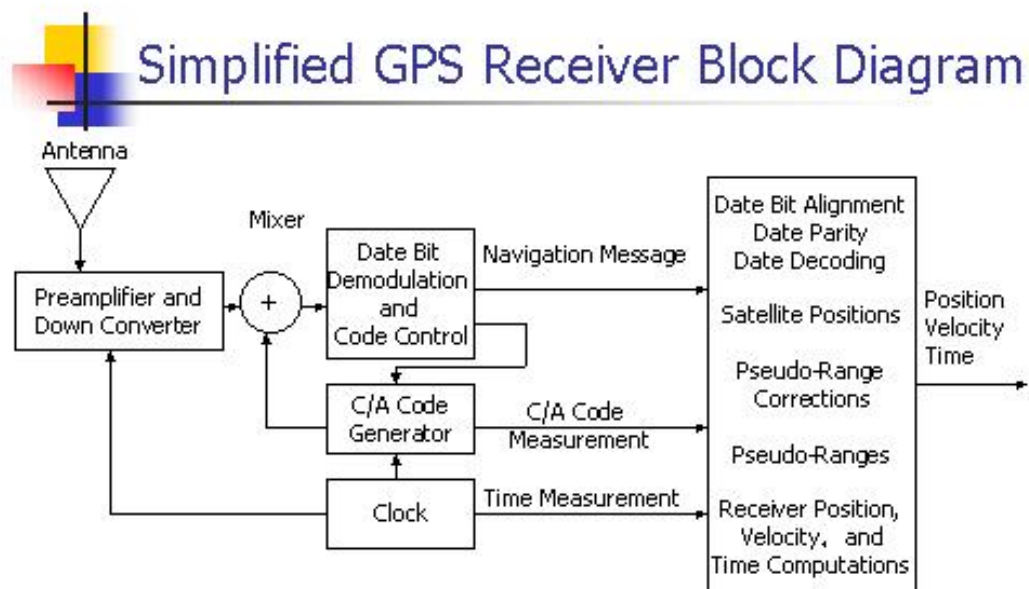 Simplified GPS Receiver Block Diagram
Antenna
Mixer
Preamplifier and
Down Converter
+
Date Bit
Demodulation
and
Code Control
Navigation Message
C/A Code
Generator
C/A Code
Measurement
Clock
Time Measurement
Date Bit Alignment
Date Parity
Date Decoding
Satellite Positions
Pseudo-Range
Corrections
Pseudo-Ranges
Receiver Position,
Velocity, and
Time Computations
Position
Velocity
Time